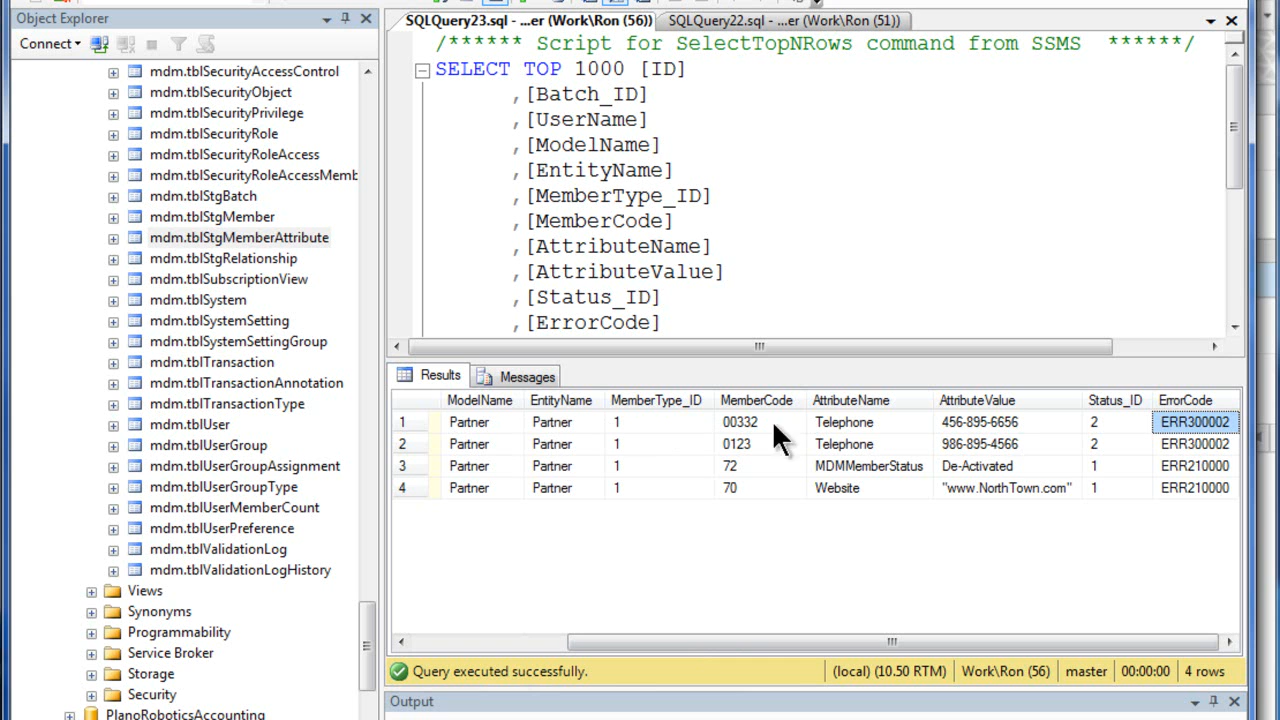 Object Explorer
Connect
mdm.tblSecurityAccessControl
mdm.tblSecurityObject
mdm.tblSecurityPrivilege
mdm.tblSecurityRole
mdm.tblSecurityRoleAccess
mdm.tblSecurityRoleAccessMemb
mdm.tblStgBatch
mdm.tblStgMember
mdm.tblStgMemberAttribute
mdm.tblStgRelationship
mdm.tblSubscriptionView
mdm.tblSystem
mdm.tblSystemSetting
mdm.tblSystemSettingGroup
mdm.tblTransaction
mdm.tblTransactionAnnotation
mdm.tblTransactionType
mdm.tblUser
mdm.tblUserGroup
mdm.tblUserGroupAssignment
mdm.tblUserGroupType
mdm.tblUserMemberCount
mdm.tblUserPreference
mdm.tblValidationLog
mdm.tblValidationLogHistory
Views
Synonyms
Programmability
Service Broker
Storage
Security
PlanoRoboticsAccounting
SQLQuery23.sql - ...er (Work\Ron (56)) SQLQuery22.sql - ...er (Work\Ron (51))
/****** Script for SelectTopNRows command from SSMS ******/
SELECT TOP 1000 [ID]
,[Batch_ID]
,[UserName]
,[ModelName]
,[EntityName]
,[MemberType_ID]
,[MemberCode]
,[AttributeName]
,[AttributeValue]
,[Status_ID]
,[ErrorCode]
Results Messages
ModelName EntityName MemberType_ID MemberCode AttributeName AttributeValue Status_ID ErrorCode
1 Partner Partner 1 00332 Telephone 456-895-6656 2 ERR300002
2 Partner Partner 1 0123 Telephone 986-895-4566 2 ERR300002
3 Partner Partner 1 72 MDMMemberStatus De-Activated 1 ERR210000
4 Partner Partner 1 70 Website "www.NorthTown.com" 1 ERR210000
Query executed successfully. (local) (10.50 RTM) Work\Ron (56) master 00:00:00 4 rows
Output